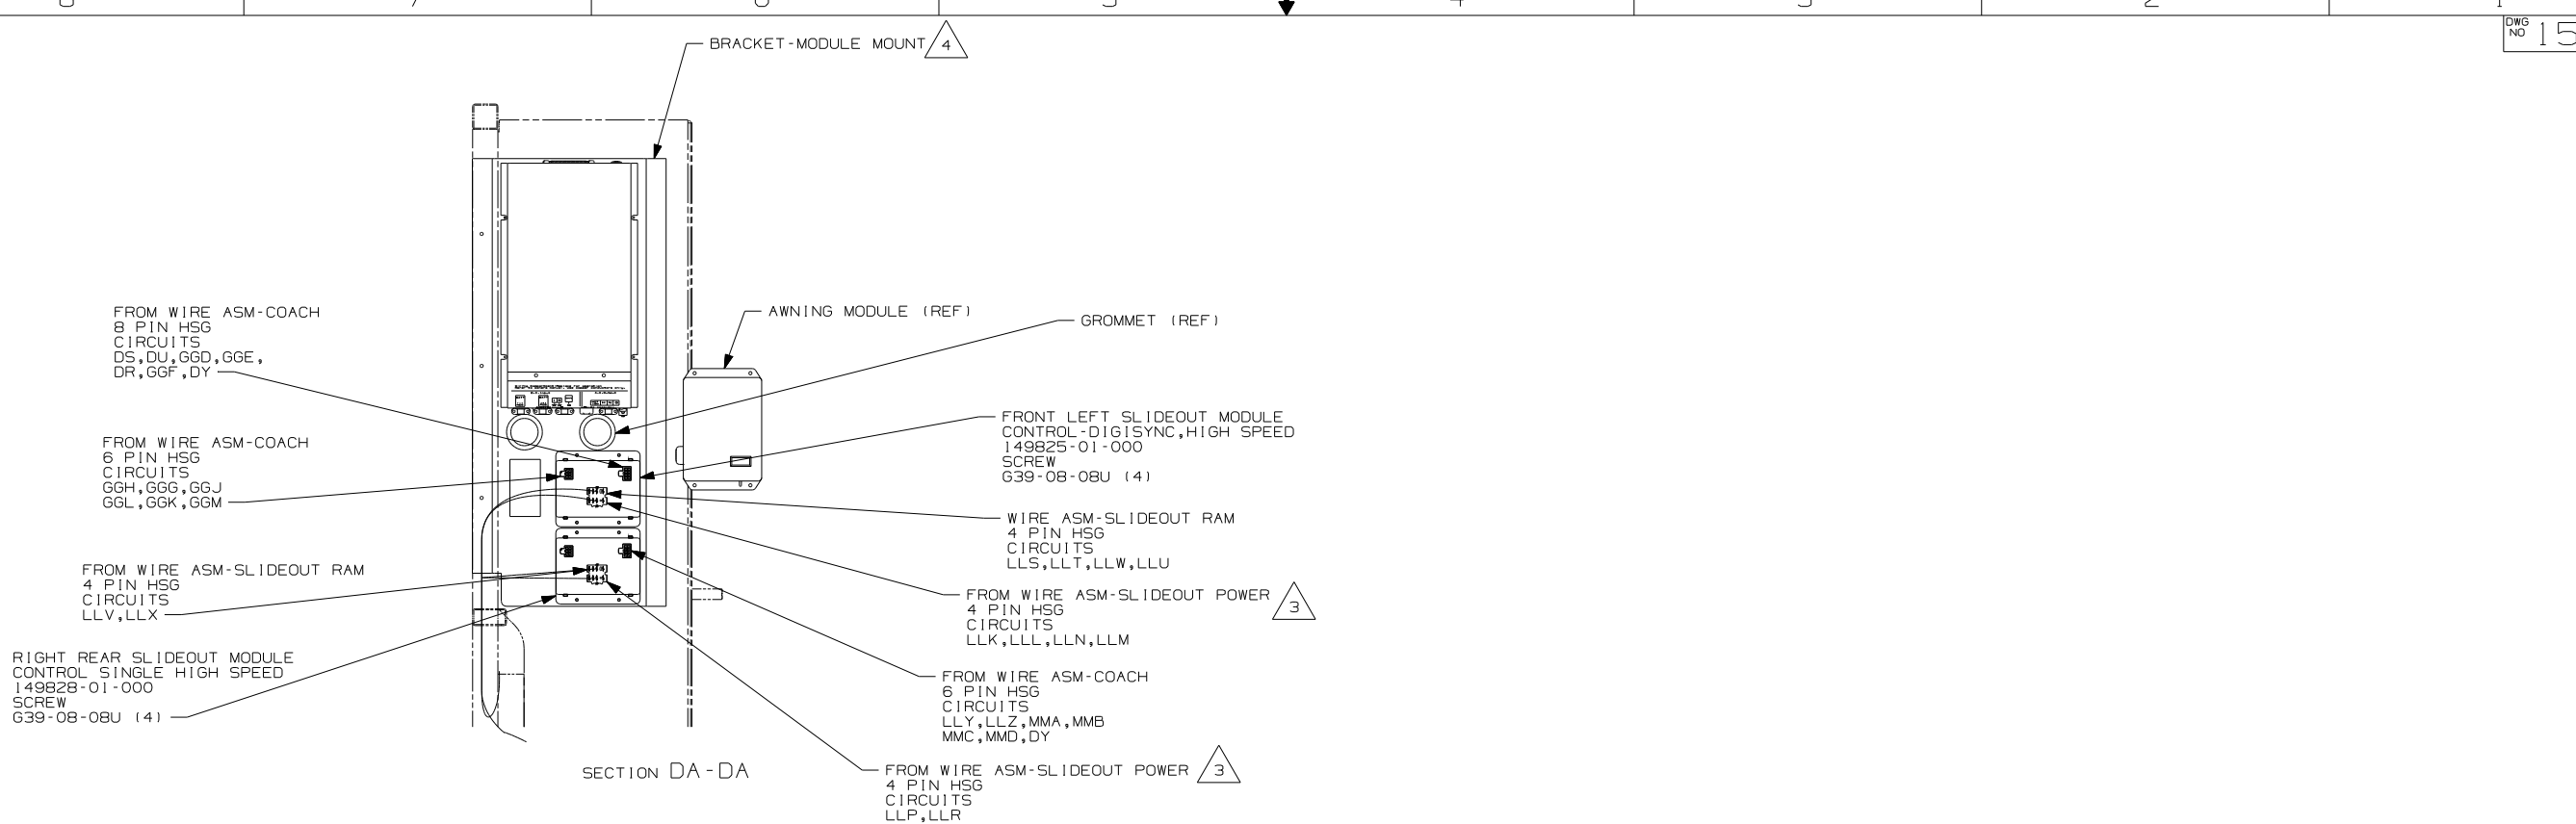 DWG
NO 15
BRACKET-MODULE MOUNT 4
FROM WIRE ASM-COACH
8 PIN HSG
CIRCUITS
DS,DU,GGD,GGE,
DR,GGF,DY
AWNING MODULE (REF)
GROMMET (REF)
FROM WIRE ASM-COACH
6 PIN HSG
CIRCUITS
GGH,GGG,GGJ
GGL,GGK,GGM
FRONT LEFT SLIDEOUT MODULE
CONTROL-DIGISYNC,HIGH SPEED
149825-01-000
SCREW
G39-08-08U (4)
WIRE ASM-SLIDEOUT RAM
4 PIN HSG
CIRCUITS
LLS,LLT,LLW,LLU
FROM WIRE ASM-SLIDEOUT RAM
4 PIN HSG
CIRCUITS
LLV,LLX
FROM WIRE ASM-SLIDEOUT POWER 3
4 PIN HSG
CIRCUITS
LLK,LLL,LLN,LLM
RIGHT REAR SLIDEOUT MODULE
CONTROL SINGLE HIGH SPEED
149828-01-000
SCREW
G39-08-08U (4)
FROM WIRE ASM-COACH
6 PIN HSG
CIRCUITS
LLY,LLZ,MMA,MMB
MMC,MMD,DY
SECTION DA-DA
FROM WIRE ASM-SLIDEOUT POWER 3
4 PIN HSG
CIRCUITS
LLP,LLR